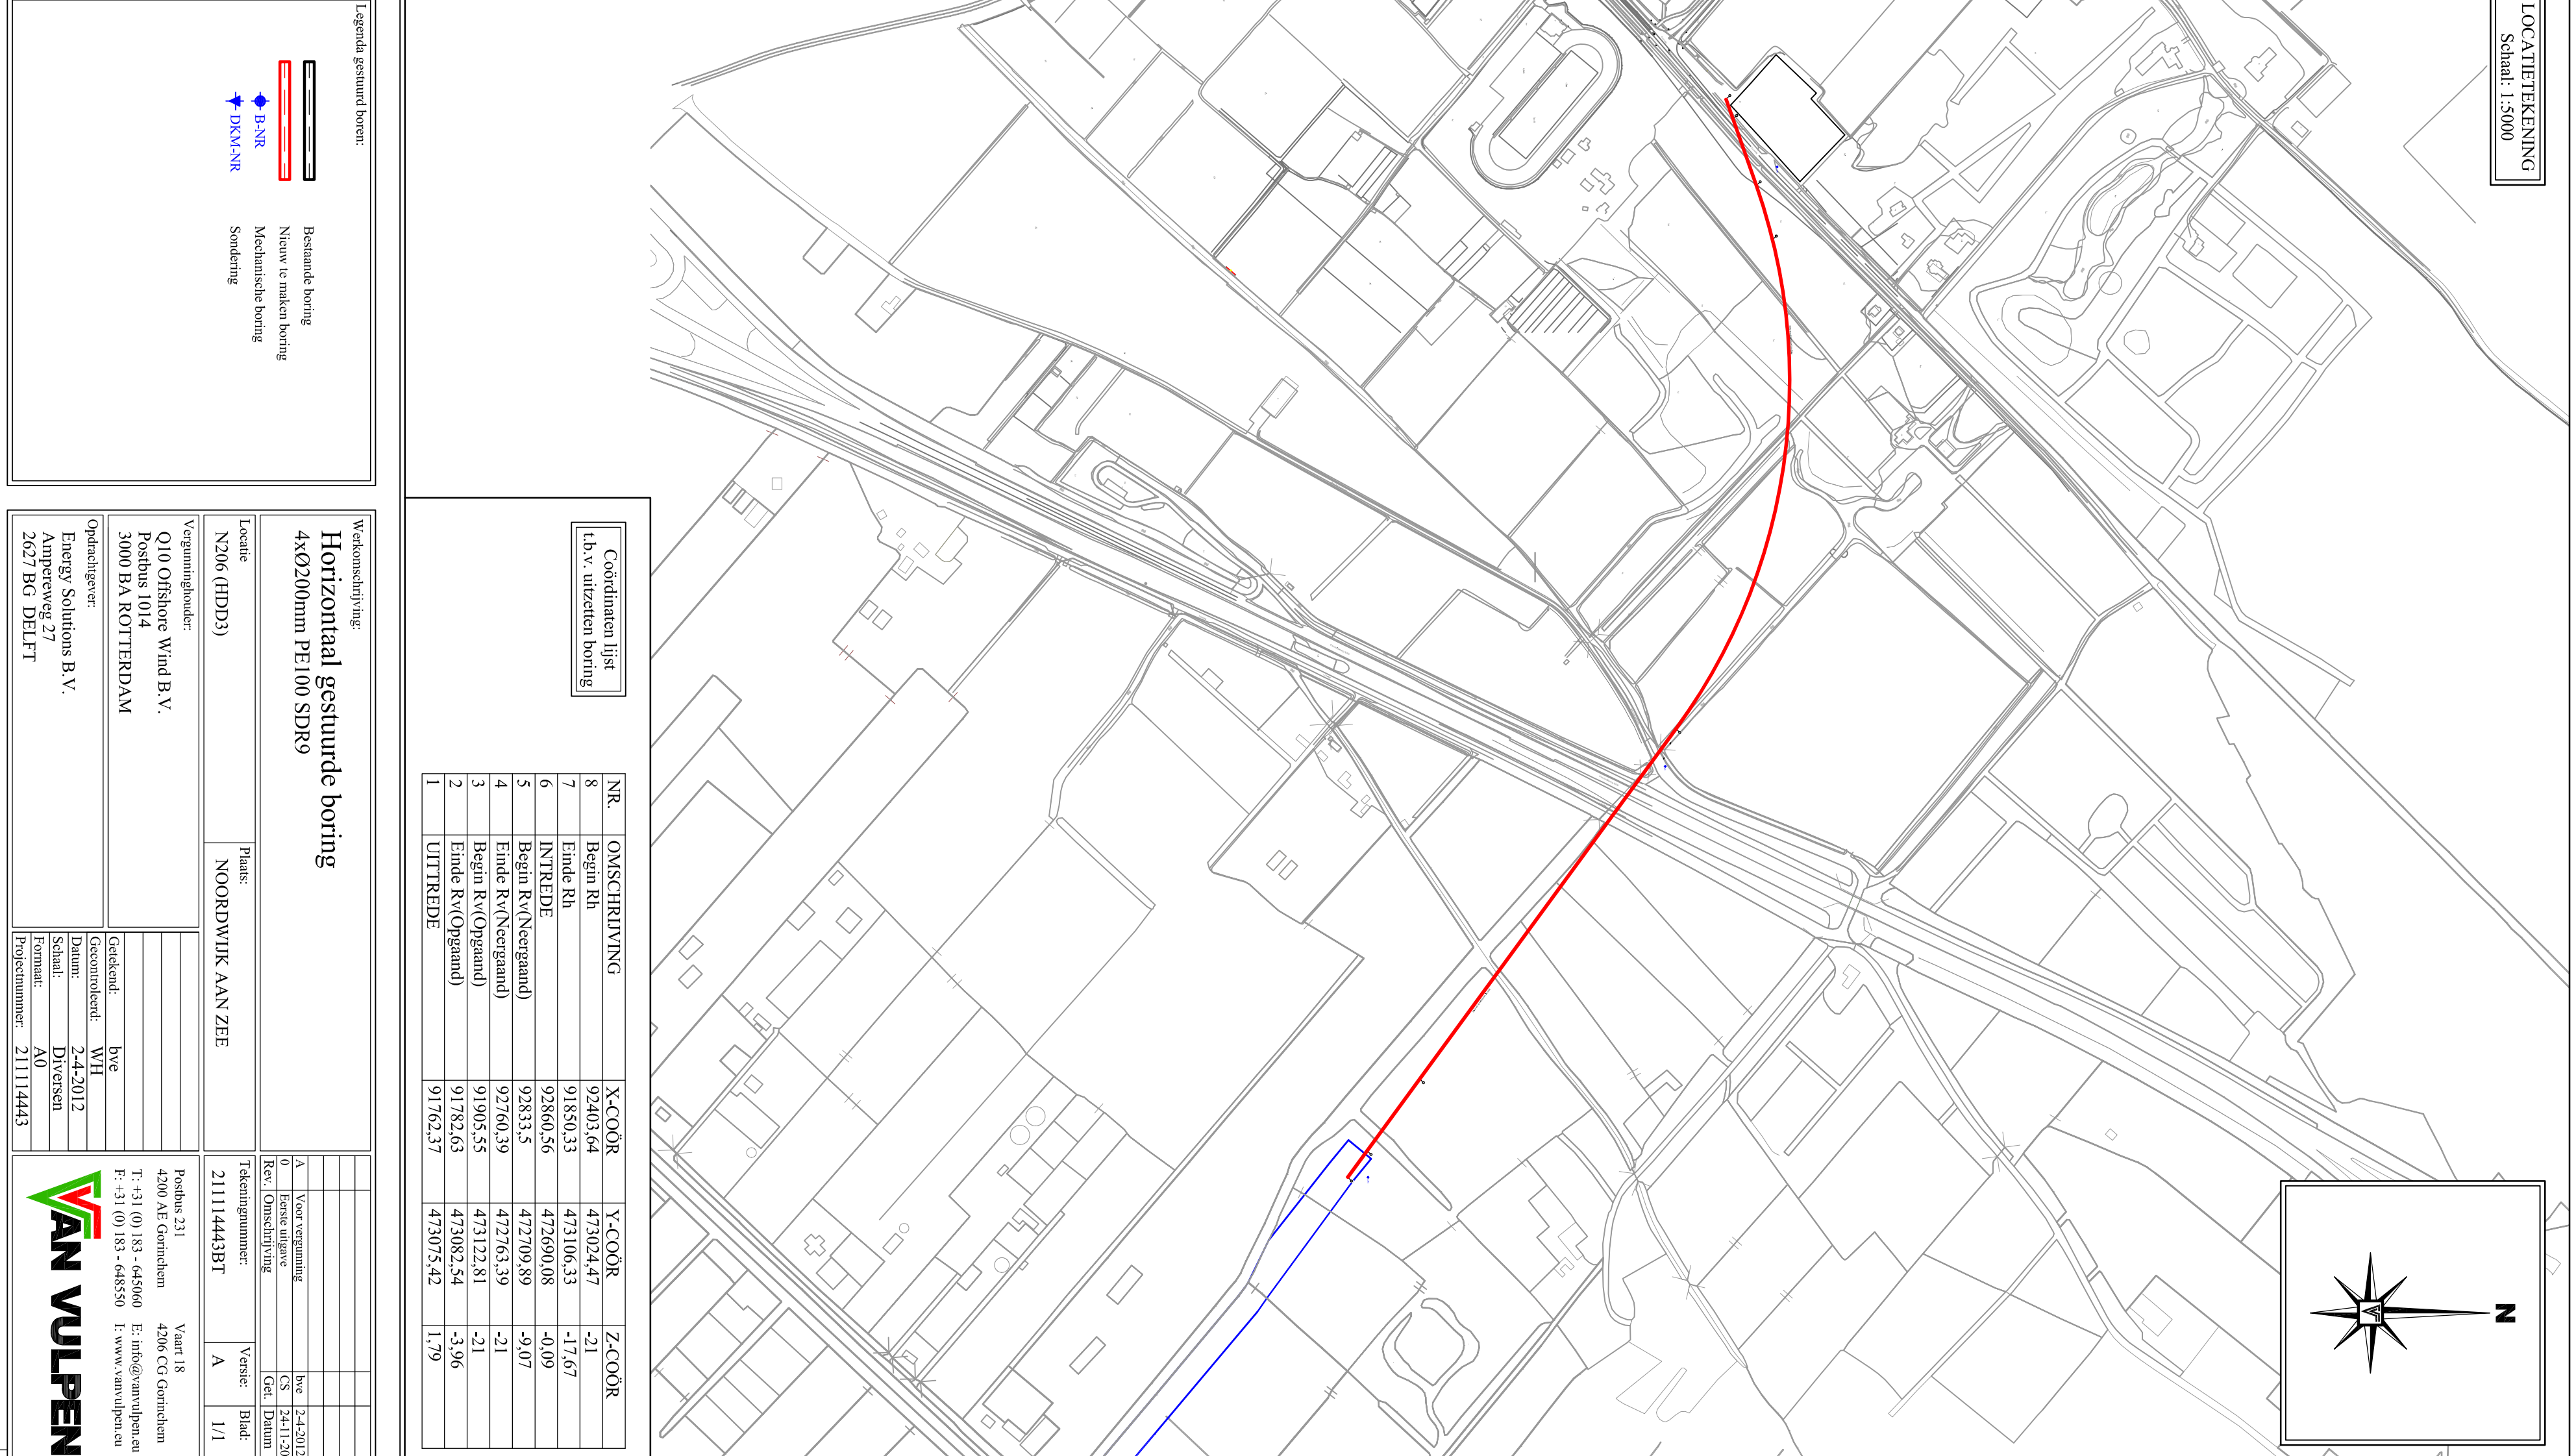 LOCATIETEKENING
Schaal: 1:5000
N
Coördinaten lijst
t.b.v. uitzetten boring
NR. OMSCHRIJVING X-COÖR Y-COÖR Z-COÖR
8 Begin Rh 92403,64 473024,47 -21
7 Einde Rh 91850,33 473106,33 -17,67
6 INTREDE 92860,56 472690,08 -0,09
5 Begin Rv(Neergaand) 92833,5 472709,89 -9,07
4 Einde Rv(Neergaand) 92760,39 472763,39 -21
3 Begin Rv(Opgaand) 91905,55 473122,81 -21
2 Einde Rv(Opgaand) 91782,63 473082,54 -3,96
1 UITTREDE 91762,37 473075,42 1,79
Legenda gestuurd boren:
Bestaande boring
Nieuw te maken boring
B-NR Mechanische boring
DKM-NR Sondering
Werkomschrijving:
Horizontaal gestuurde boring
4xØ200mm PE100 SDR9
Locatie
N206 (HDD3)
Plaats:
NOORDWIJK AAN ZEE
Vergunninghouder:
Q10 Offshore Wind B.V.
Postbus 1014
3000 BA ROTTERDAM
Opdrachtgever:
Energy Solutions B.V.
Ampereweg 27
2627 BG DELFT
Getekend: bve
Gecontroleerd: WH
Datum: 2-4-2012
Schaal: Diversen
Formaat: A0
Projectnummer: 211114443
A Voor vergunning bve 2-4-2012
0 Eerste uitgave CS 24-11-20
Rev. Omschrijving Get. Datum
Tekeningnummer:
211114443BT
Versie:
A
Blad:
1/1
Postbus 231 Vaart 18
4200 AE Gorinchem 4206 CG Gorinchem
T: +31 (0) 183 - 645060 E: info@vanvulpen.eu
F: +31 (0) 183 - 648550 I: www.vanvulpen.eu
VAN VULPEN